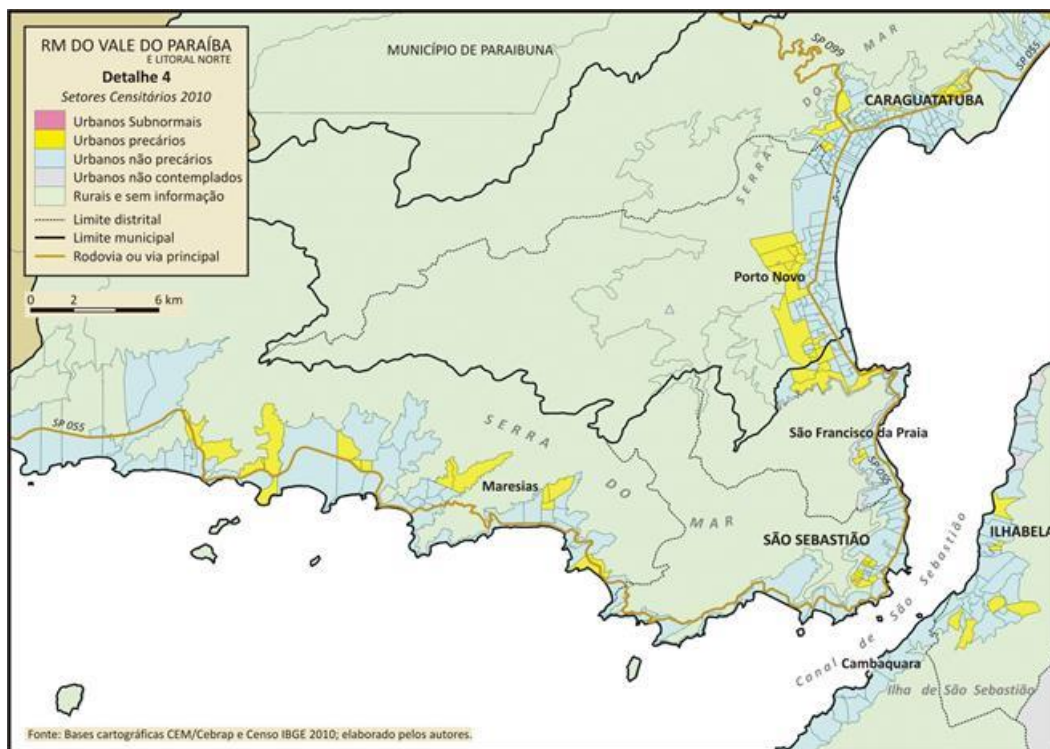 RM DO VALE DO PARAÍBA
E LITORAL NORTE
Detalhe 4
Setores Censitários 2010
Urbanos Subnormais
Urbanos precários
Urbanos não precários
Urbanos não contemplados
Rurais e sem informação
Limite distrital
Limite municipal
Rodovia ou via principal
0 2 6 km
MUNICÍPIO DE PARAIBUNA
SP 099
SERRA DO MAR
SP 055
CARAGUATATUBA
Porto Novo
SP 055
SERRA DO MAR
Maresias
São Francisco da Praia
SP 055
SÃO SEBASTIÃO
ILHABELA
Canal de São Sebastião
Cambaquara
Ilha de São Sebastião
Fonte: Bases cartográficas CEM/Cebrap e Censo IBGE 2010; elaborado pelos autores.